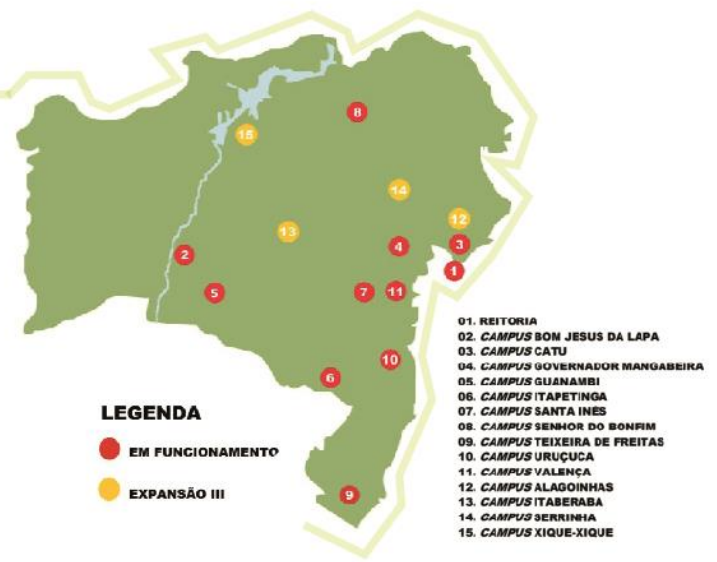 8
15
14
13
12
4
3
2
1
5
7
11
10
6
9
LEGENDA
EM FUNCIONAMENTO
EXPANSÃO III
01. REITORIA
02. CAMPUS BOM JESUS DA LAPA
03. CAMPUS CATU
04. CAMPUS GOVERNADOR MANGABEIRA
05. CAMPUS GUANAMBI
06. CAMPUS ITAPETINGA
07. CAMPUS SANTA INÊS
08. CAMPUS SENHOR DO BONFIM
09. CAMPUS TEIXEIRA DE FREITAS
10. CAMPUS URUÇUCA
11. CAMPUS VALENÇA
12. CAMPUS ALAGOINHAS
13. CAMPUS ITABERABA
14. CAMPUS SERRINHA
15. CAMPUS XIQUE-XIQUE